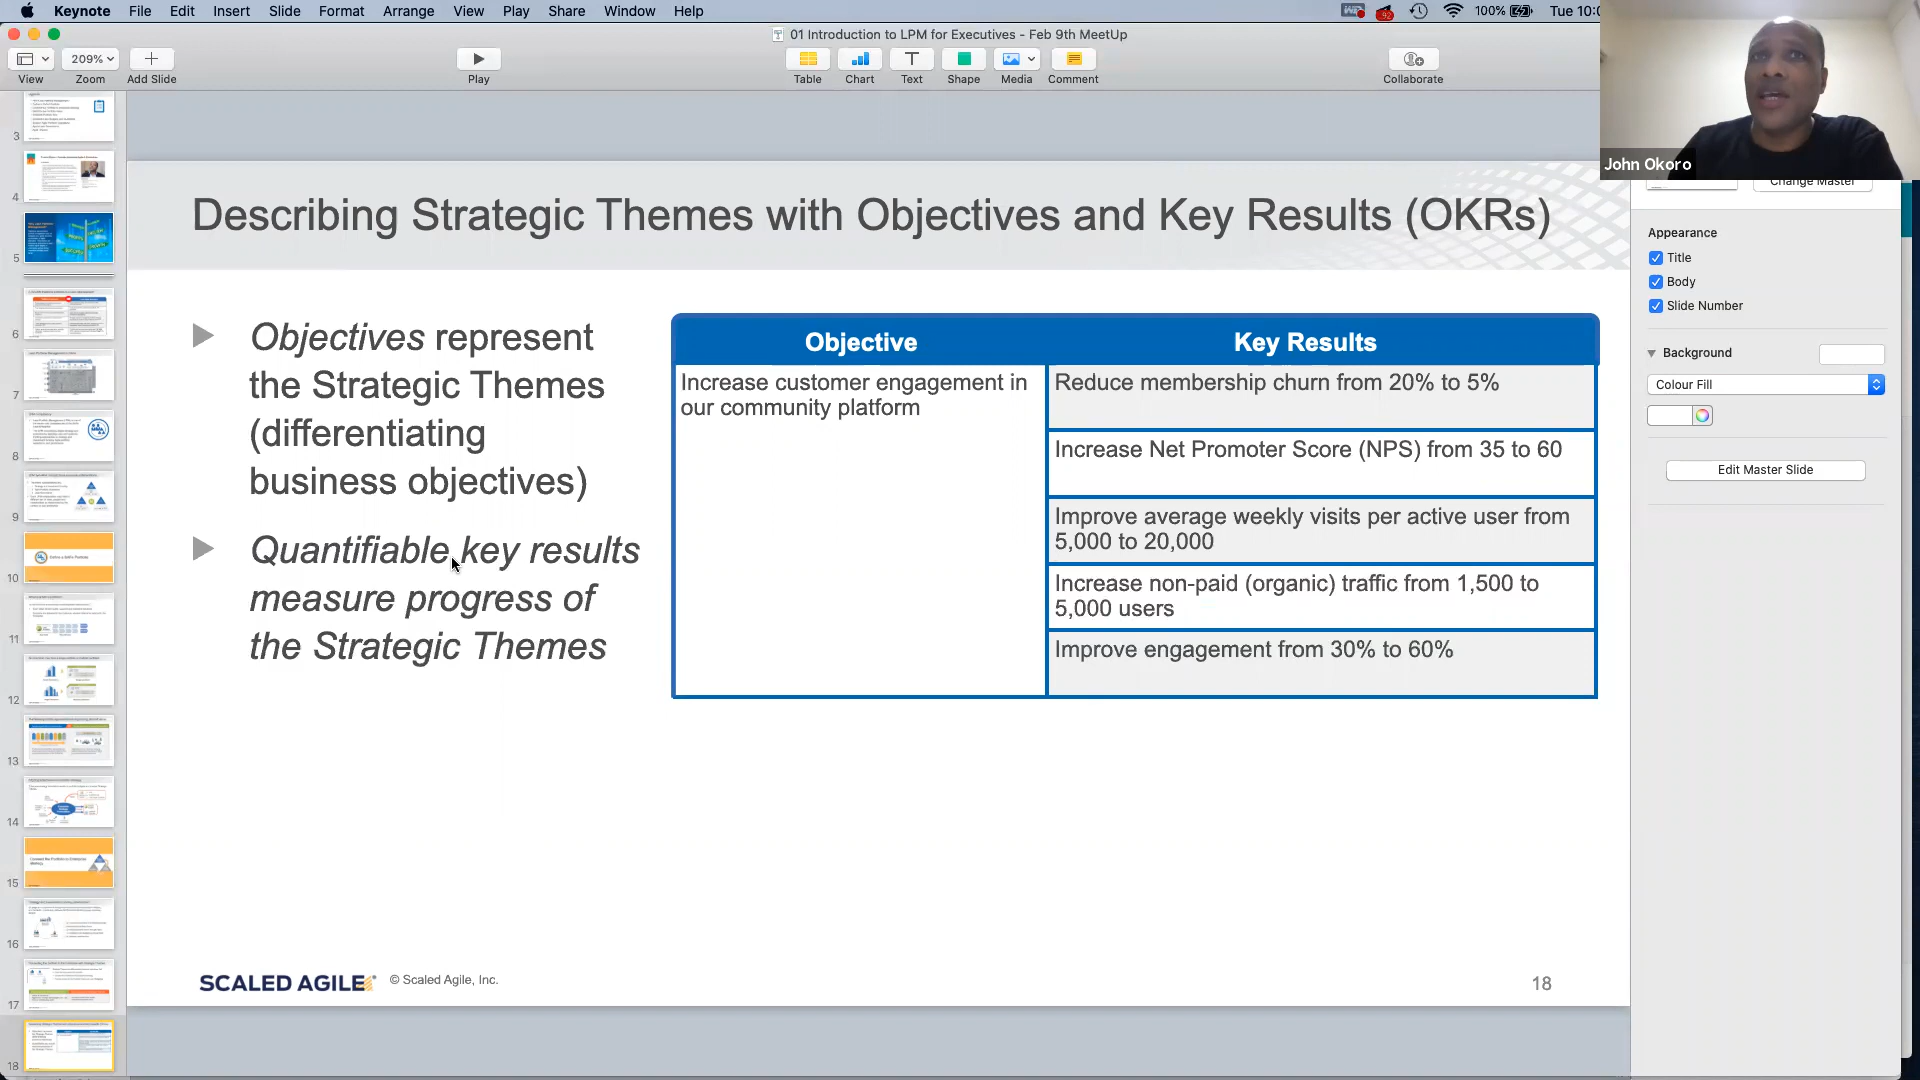 Keynote File Edit Insert Slide Format Arrange View Play Share Window Help
100% Tue 10:0
01 Introduction to LPM for Executives - Feb 9th MeetUp
209%
View Zoom Add Slide Play Table Chart Text Shape Media Comment Collaborate
John Okoro
Change Master
Appearance
Title
Body
Slide Number
Background
Colour Fill
Edit Master Slide
3
4
5
6
7
8
9
10
11
12
13
14
15
16
17
18
Describing Strategic Themes with Objectives and Key Results (OKRs)
Objectives represent
the Strategic Themes
(differentiating
business objectives)
Quantifiable key results
measure progress of
the Strategic Themes
Objective Key Results
Increase customer engagement in
our community platform
Reduce membership churn from 20% to 5%
Increase Net Promoter Score (NPS) from 35 to 60
Improve average weekly visits per active user from
5,000 to 20,000
Increase non-paid (organic) traffic from 1,500 to
5,000 users
Improve engagement from 30% to 60%
SCALED AGILE © Scaled Agile, Inc.
18